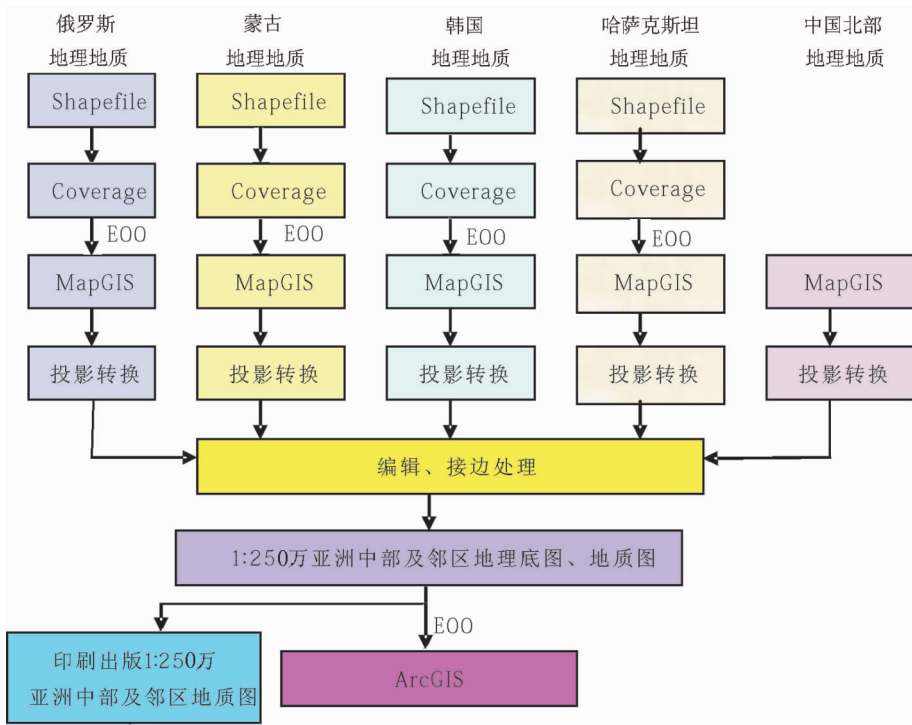 俄罗斯
地理地质
蒙古
地理地质
韩国
地理地质
哈萨克斯坦
地理地质
中国北部
地理地质
Shapefile
Shapefile
Shapefile
Shapefile
Coverage
Coverage
Coverage
Coverage
EOO
EOO
EOO
EOO
MapGIS
MapGIS
MapGIS
MapGIS
MapGIS
投影转换
投影转换
投影转换
投影转换
投影转换
编辑、接边处理
1:250万亚洲中部及邻区地理底图、地质图
EOO
印刷出版1:250万
亚洲中部及邻区地质图
ArcGIS